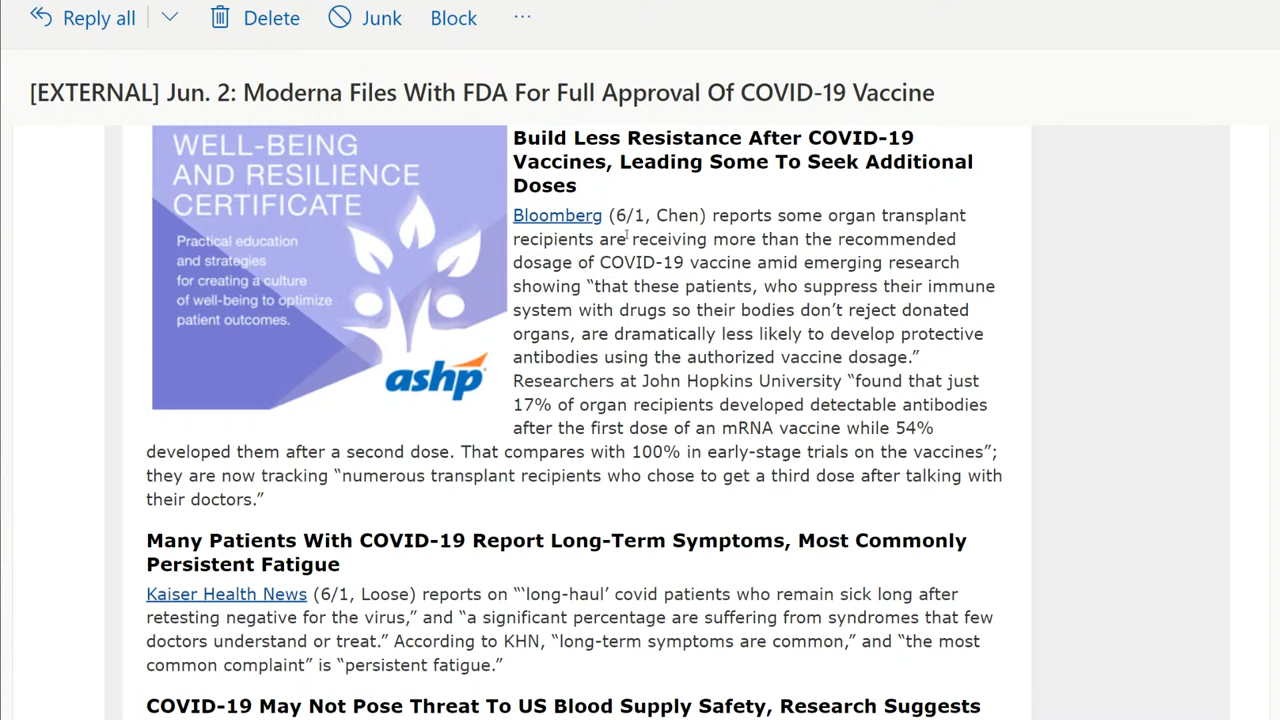 Reply all
Delete
Junk
Block
[EXTERNAL] Jun. 2: Moderna Files With FDA For Full Approval Of COVID-19 Vaccine
WELL-BEING
AND RESILIENCE
CERTIFICATE
Practical education
and strategies
for creating a culture
of well-being to optimize
patient outcomes.
ashp
Build Less Resistance After COVID-19
Vaccines, Leading Some To Seek Additional
Doses
Bloomberg (6/1, Chen) reports some organ transplant
recipients are receiving more than the recommended
dosage of COVID-19 vaccine amid emerging research
showing “that these patients, who suppress their immune
system with drugs so their bodies don’t reject donated
organs, are dramatically less likely to develop protective
antibodies using the authorized vaccine dosage.”
Researchers at John Hopkins University “found that just
17% of organ recipients developed detectable antibodies
after the first dose of an mRNA vaccine while 54%
developed them after a second dose. That compares with 100% in early-stage trials on the vaccines”;
they are now tracking “numerous transplant recipients who chose to get a third dose after talking with
their doctors.”
Many Patients With COVID-19 Report Long-Term Symptoms, Most Commonly
Persistent Fatigue
Kaiser Health News (6/1, Loose) reports on “‘long-haul’ covid patients who remain sick long after
retesting negative for the virus,” and “a significant percentage are suffering from syndromes that few
doctors understand or treat.” According to KHN, “long-term symptoms are common,” and “the most
common complaint” is “persistent fatigue.”
COVID-19 May Not Pose Threat To US Blood Supply Safety, Research Suggests